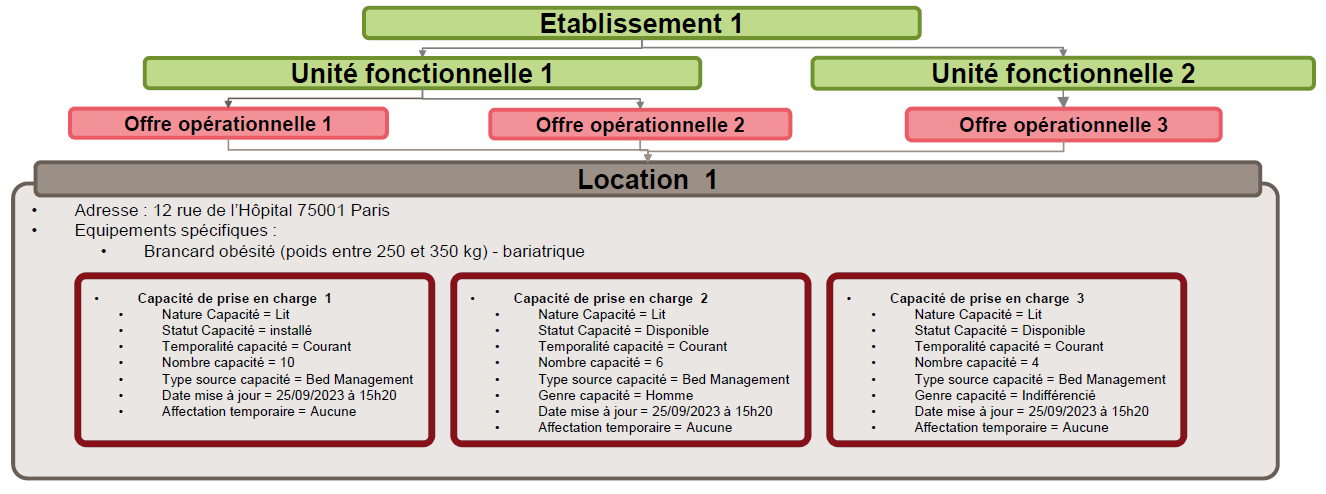 Etablissement 1
Unité fonctionnelle 1
Unité fonctionnelle 2
Offre opérationnelle 1
Offre opérationnelle 2
Offre opérationnelle 3
Location 1
• Adresse : 12 rue de l'Hôpital 75001 Paris
• Equipements spécifiques :
• Brancard obésité (poids entre 250 et 350 kg) - bariatrique
• Capacité de prise en charge 1
• Nature Capacité = Lit
• Statut Capacité = installé
• Temporalité capacité = Courant
• Nombre capacité = 10
• Type source capacité = Bed Management
• Date mise à jour = 25/09/2023 à 15h20
• Affectation temporaire = Aucune
• Capacité de prise en charge 2
• Nature Capacité = Lit
• Statut Capacité = Disponible
• Temporalité capacité = Courant
• Nombre capacité = 6
• Type source capacité = Bed Management
• Genre capacité = Homme
• Date mise à jour = 25/09/2023 à 15h20
• Affectation temporaire = Aucune
• Capacité de prise en charge 3
• Nature Capacité = Lit
• Statut Capacité = Disponible
• Temporalité capacité = Courant
• Nombre capacité = 4
• Type source capacité = Bed Management
• Genre capacité = Indifférencié
• Date mise à jour = 25/09/2023 à 15h20
• Affectation temporaire = Aucune